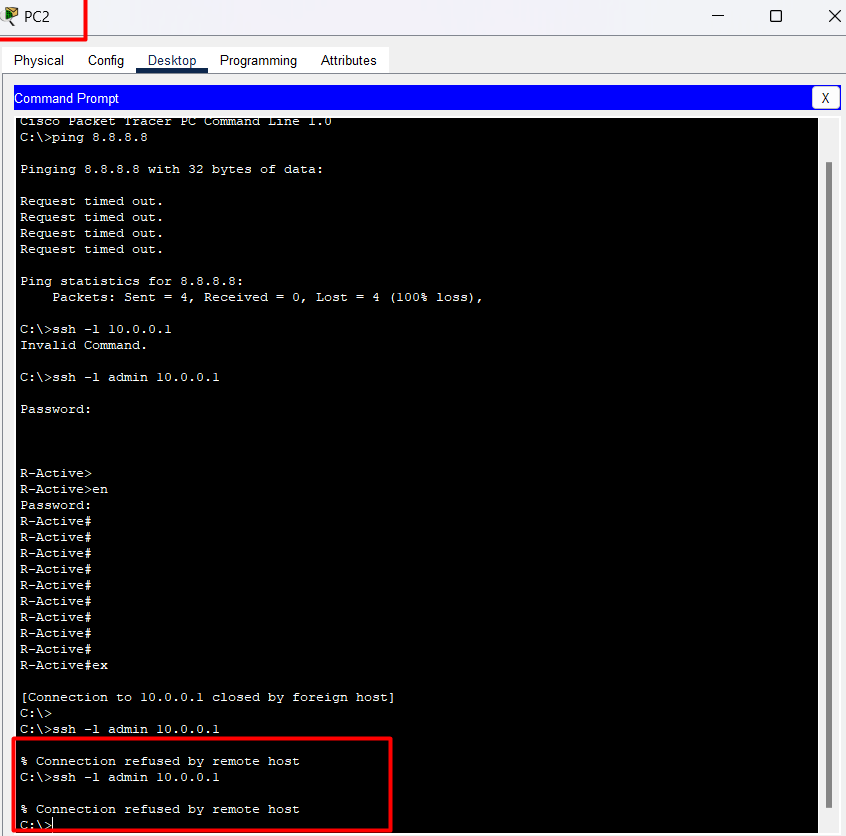 PC2
Physical Config Desktop Programming Attributes
Command Prompt
X
Cisco Packet Tracer PC Command Line 1.0
C:\>ping 8.8.8.8
Pinging 8.8.8.8 with 32 bytes of data:
Request timed out.
Request timed out.
Request timed out.
Request timed out.
Ping statistics for 8.8.8.8:
Packets: Sent = 4, Received = 0, Lost = 4 (100% loss),
C:\>ssh -l 10.0.0.1
Invalid Command.
C:\>ssh -l admin 10.0.0.1
Password:
R-Active>
R-Active>en
Password:
R-Active#
R-Active#
R-Active#
R-Active#
R-Active#
R-Active#
R-Active#
R-Active#
R-Active#
R-Active#ex
[Connection to 10.0.0.1 closed by foreign host]
C:\>
C:\>ssh -l admin 10.0.0.1
% Connection refused by remote host
C:\>ssh -l admin 10.0.0.1
% Connection refused by remote host
C:\>